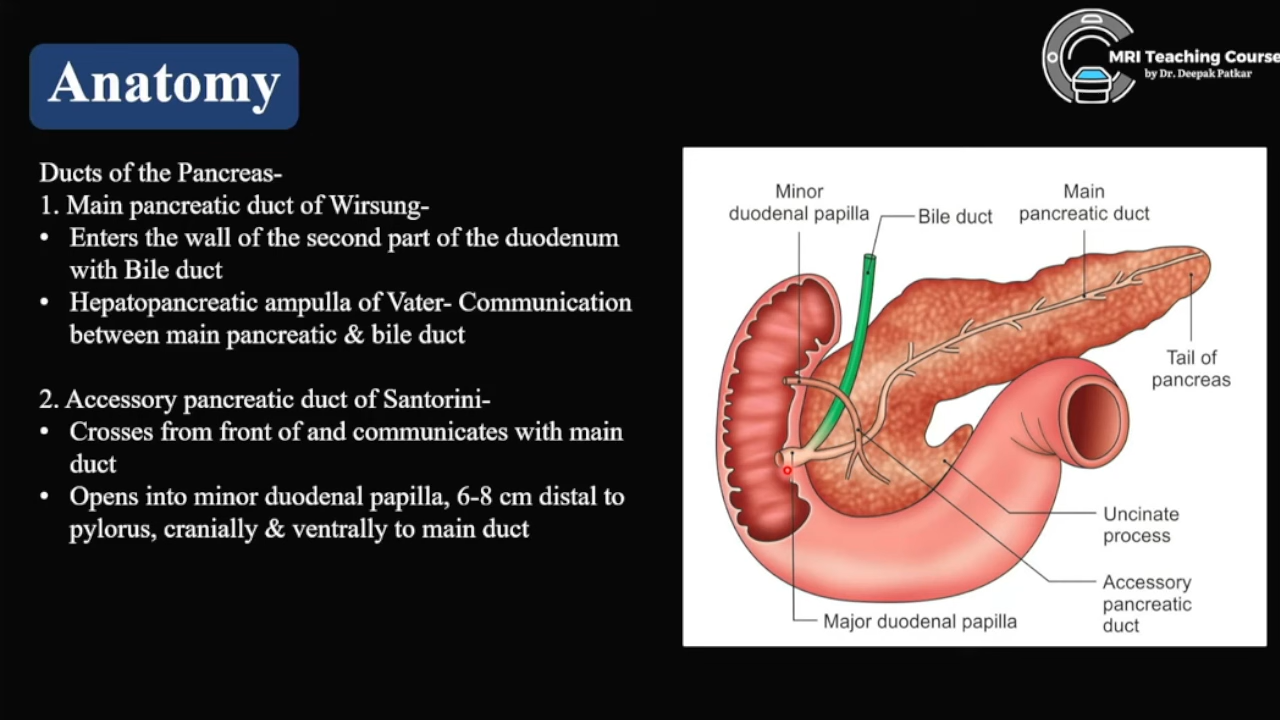 Anatomy
MRI Teaching Course
by Dr. Deepak Patkar
Ducts of the Pancreas-
1. Main pancreatic duct of Wirsung-
• Enters the wall of the second part of the duodenum
with Bile duct
• Hepatopancreatic ampulla of Vater- Communication
between main pancreatic & bile duct
2. Accessory pancreatic duct of Santorini-
• Crosses from front of and communicates with main
duct
• Opens into minor duodenal papilla, 6-8 cm distal to
pylorus, cranially & ventrally to main duct
Minor
duodenal papilla
Bile duct
Main
pancreatic duct
Tail of
pancreas
Uncinate
process
Accessory
pancreatic
duct
Major duodenal papilla